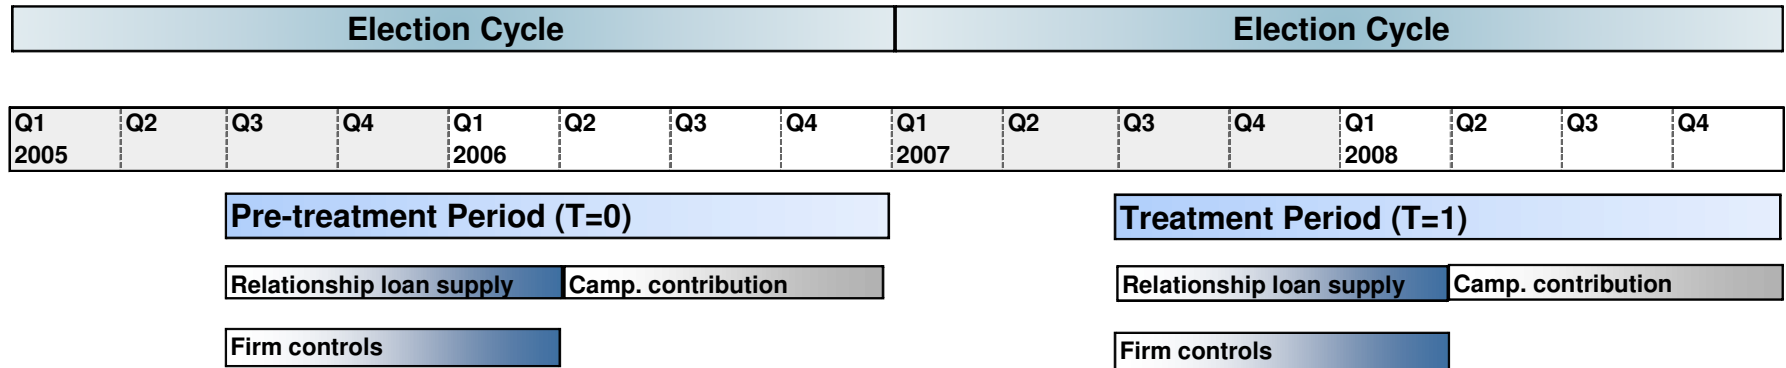 Election Cycle Election Cycle
Q1 Q2 Q3 Q4 Q1 Q2 Q3 Q4 Q1 Q2 Q3 Q4 Q1 Q2 Q3 Q4
2005 2006 2007 2008
Pre-treatment Period (T=0) Treatment Period (T=1)
Relationship loan supply Camp. contribution Relationship loan supply Camp. contribution
Firm controls Firm controls